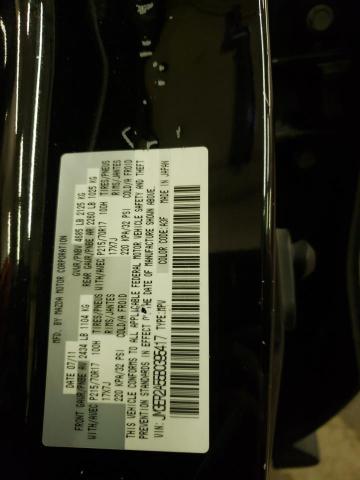 MFD. BY MAZDA MOTOR CORPORATION
DATE 07/11 GVWR/PNBV 4685 LB 2125 KG
FRONT GAWR/PNBE AV 2434 LB 1104 KG REAR GAWR/PNBE AR 2260 LB 1025 KG
WITH/AVEC P215/70R17 100H TIRES/PNEUS WITH/AVEC P215/70R17 100H TIRES/PNEUS
17X7J RIMS/JANTES 17X7J RIMS/JANTES
220 KPA/32 PSI COLD/A FROID 220 KPA/32 PSI COLD/A FROID
THIS VEHICLE CONFORMS TO ALL APPLICABLE FEDERAL MOTOR VEHICLE SAFETY AND THEFT
PREVENTION STANDARDS IN EFFECT ON THE DATE OF MANUFACTURE SHOWN ABOVE.
VIN: TYPE:MPV COLOR A3F MADE IN JAPAN